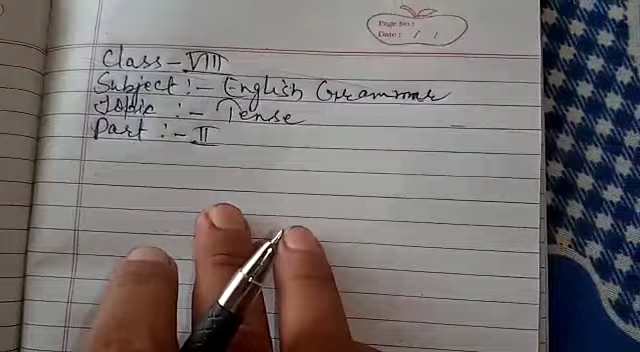 Page No.:
Date: / /
Class - VIII
Subject :- English Grammar
Topic :- Tense
Part :- II